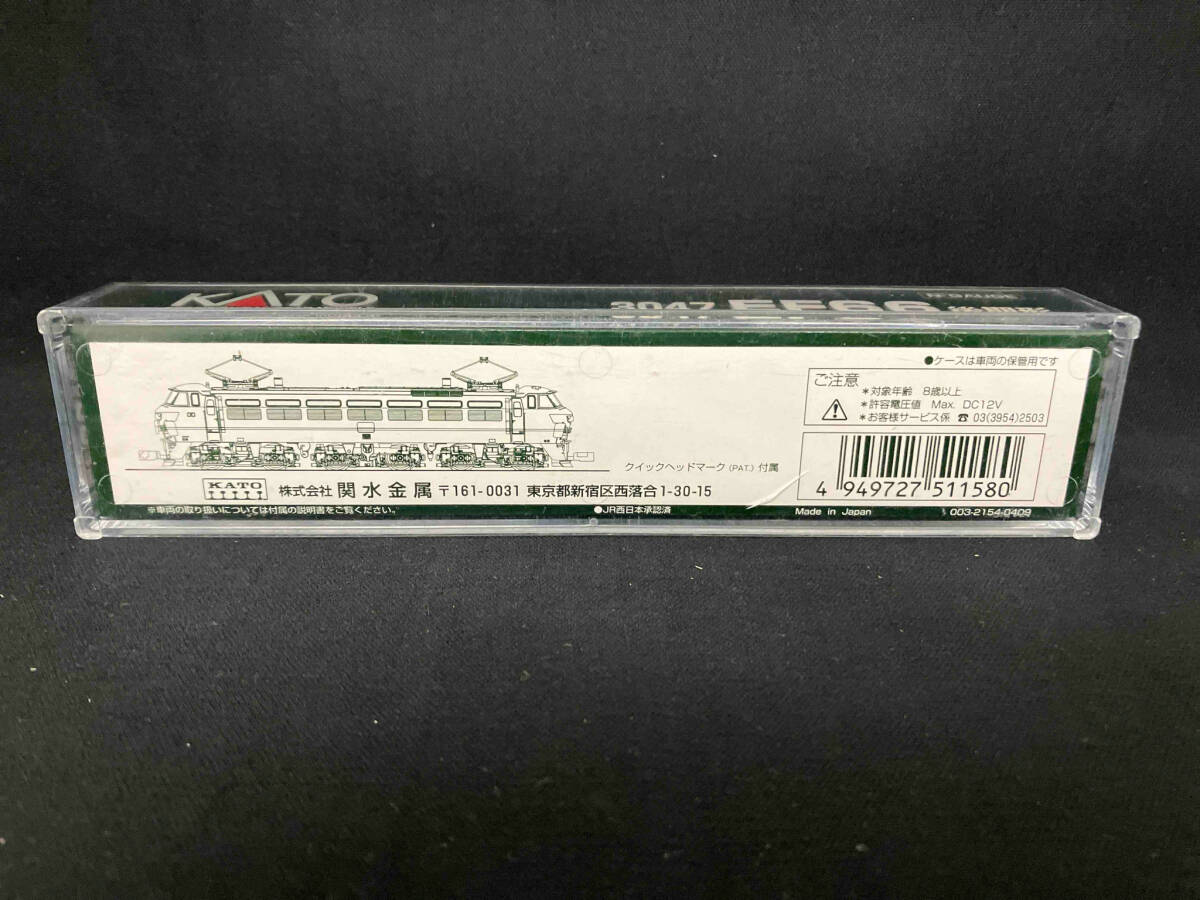 KATO
3047 EF66
●ケースは車両の保管用です
ご注意
＊対象年齢 8歳以上
＊許容電圧値 Max. DC12V
＊お客様サービス係 ☎ 03(3954)2503
クイックヘッドマーク (PAT.) 付属
4 949727 511580
KATO 株式会社 関水金属 〒161-0031 東京都新宿区西落合1-30-15
※車両の取り扱いについては付属の説明書をご覧ください。
●JR西日本承認済
Made in Japan
003-2154-0409